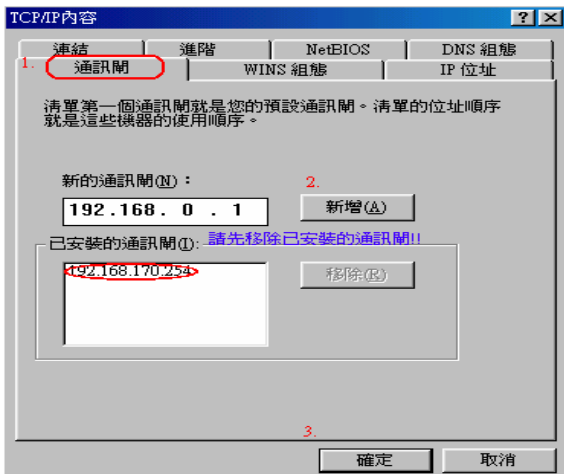 TCP/IP內容
連結 進階 NetBIOS DNS 組態
1. 通訊閘 WINS 組態 IP 位址
清單第一個通訊閘就是您的預設通訊閘。清單的位址順序
就是這些機器的使用順序。
新的通訊閘(N)： 2.
192.168. 0 . 1 新增(A)
已安裝的通訊閘(I): 請先移除已安裝的通訊閘!!
192.168.170.254 移除(R)
3.
確定 取消